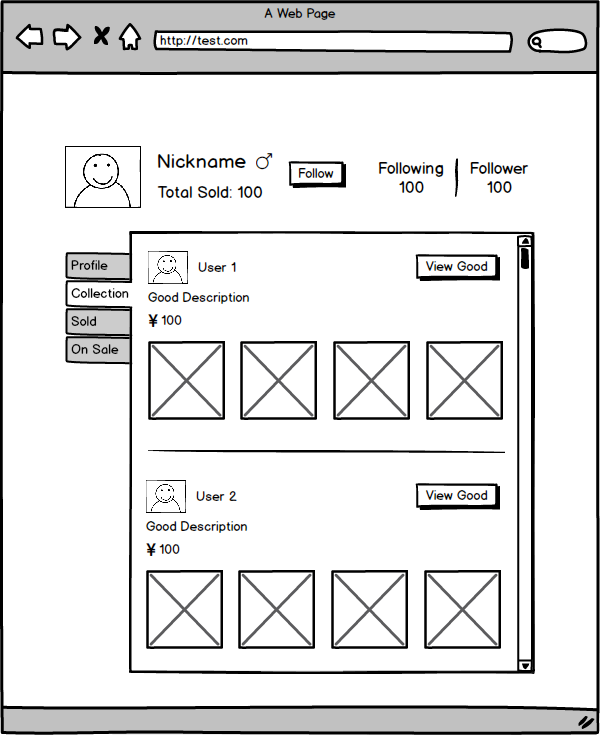 A Web Page
http://test.com
Nickname ♂
Total Sold: 100
Follow
Following
100
Follower
100
Profile
Collection
Sold
On Sale
User 1
View Good
Good Description
¥ 100
User 2
View Good
Good Description
¥ 100